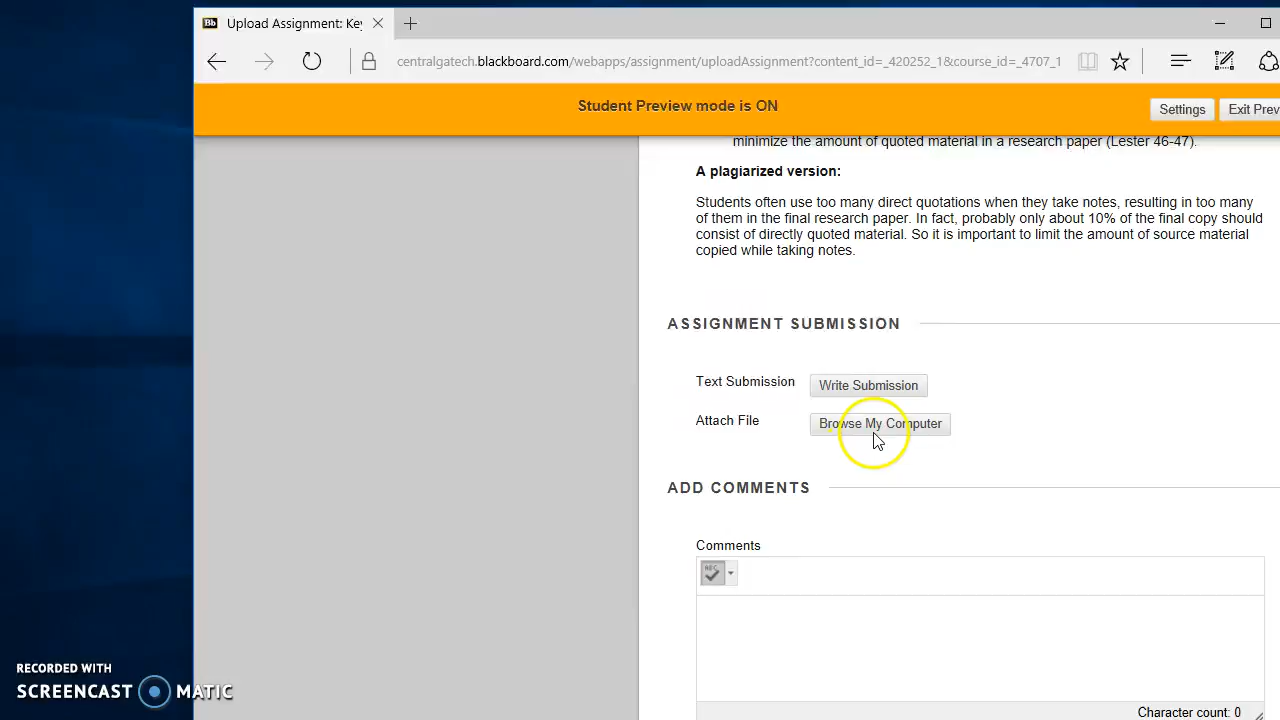 Bb Upload Assignment: Key
centralgatech.blackboard.com/webapps/assignment/uploadAssignment?content_id=_420252_1&course_id=_4707_1
Student Preview mode is ON
Settings
Exit Prev
minimize the amount of quoted material in a research paper (Lester 46-47).
A plagiarized version:
Students often use too many direct quotations when they take notes, resulting in too many
of them in the final research paper. In fact, probably only about 10% of the final copy should
consist of directly quoted material. So it is important to limit the amount of source material
copied while taking notes.
ASSIGNMENT SUBMISSION
Text Submission Write Submission
Attach File Browse My Computer
ADD COMMENTS
Comments
ABC
Character count: 0
RECORDED WITH
SCREENCAST MATIC